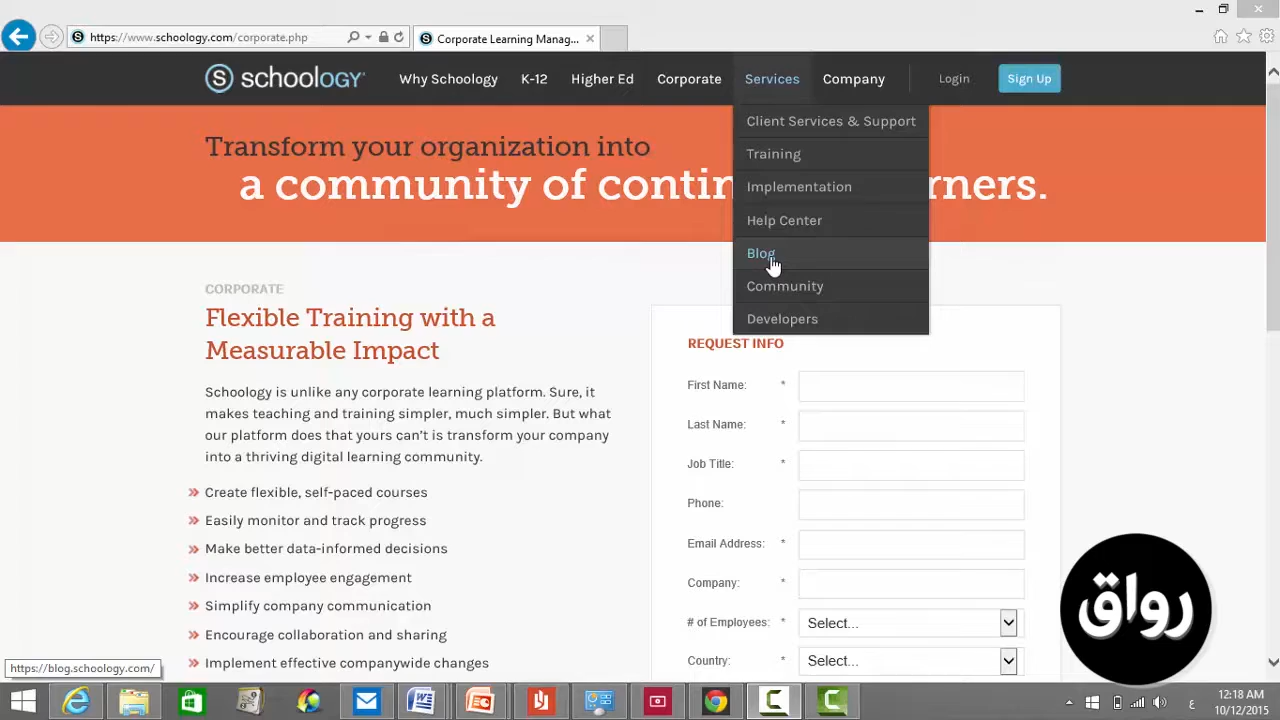 https://www.schoology.com/corporate.php
Corporate Learning Manag...
schoology
Why Schoology
K-12
Higher Ed
Corporate
Services
Company
Login
Sign Up
Client Services & Support
Training
Implementation
Help Center
Blog
Community
Developers
Transform your organization into
a community of contin rners.
CORPORATE
Flexible Training with a
Measurable Impact
Schoology is unlike any corporate learning platform. Sure, it
makes teaching and training simpler, much simpler. But what
our platform does that yours can't is transform your company
into a thriving digital learning community.
Create flexible, self-paced courses
Easily monitor and track progress
Make better data-informed decisions
Increase employee engagement
Simplify company communication
Encourage collaboration and sharing
Implement effective companywide changes
REQUEST INFO
First Name: *
Last Name: *
Job Title: *
Phone:
Email Address: *
Company: *
# of Employees: * Select...
Country: * Select...
رواق
https://blog.schoology.com/
ع
12:18 AM
10/12/2015